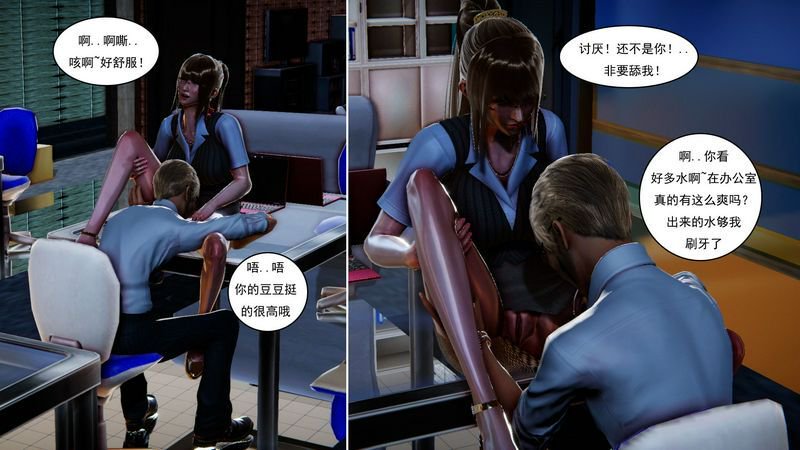 啊..啊嘶..
咳啊~好舒服!
唔..唔
你的豆豆挺
的很高哦
讨厌! 还不是你!..
非要舔我!
啊..你看
好多水啊~在办公室
真的有这么爽吗?
出来的水够我
刷牙了